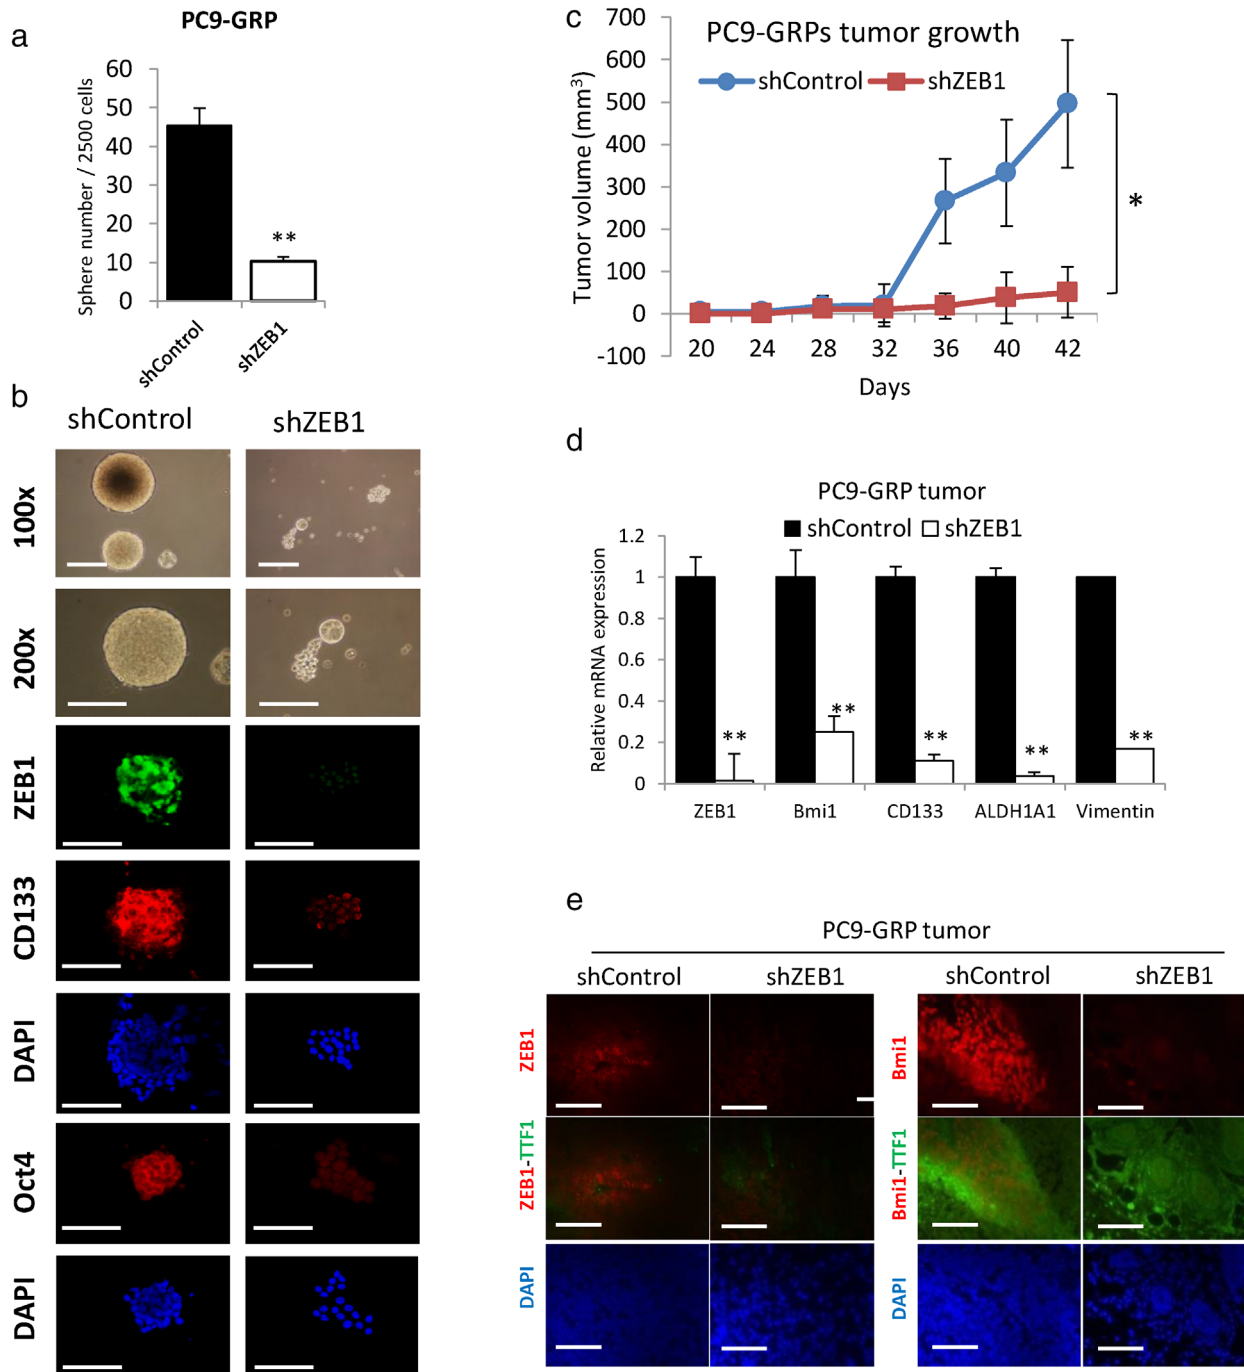 a
PC9-GRP
Sphere number / 2500 cells
60
50
40
30
20
10
0
**
shControl
shZEB1
b
shControl
shZEB1
100x
200x
ZEB1
CD133
DAPI
Oct4
DAPI
c
PC9-GRPs tumor growth
shControl
shZEB1
Tumor volume (mm³)
700
600
500
400
300
200
100
0
-100
20
24
28
32
36
40
42
Days
*
d
PC9-GRP tumor
shControl
shZEB1
Relative mRNA expression
1.2
1
0.8
0.6
0.4
0.2
0
**
**
**
**
**
ZEB1
Bmi1
CD133
ALDH1A1
Vimentin
e
PC9-GRP tumor
shControl
shZEB1
shControl
shZEB1
ZEB1
ZEB1-TTF1
DAPI
Bmi1
Bmi1-TTF1
DAPI